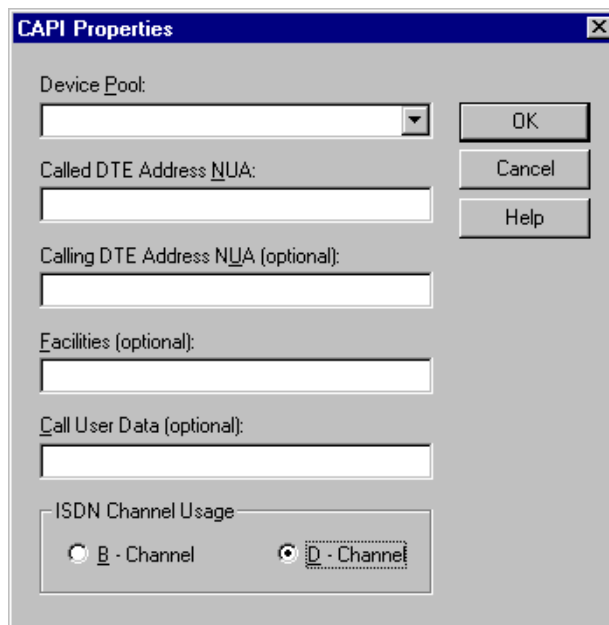 CAPI Properties
Device Pool:
OK
Called DTE Address NUA:
Cancel
Help
Calling DTE Address NUA (optional):
Facilities (optional):
Call User Data (optional):
ISDN Channel Usage
B - Channel
D - Channel